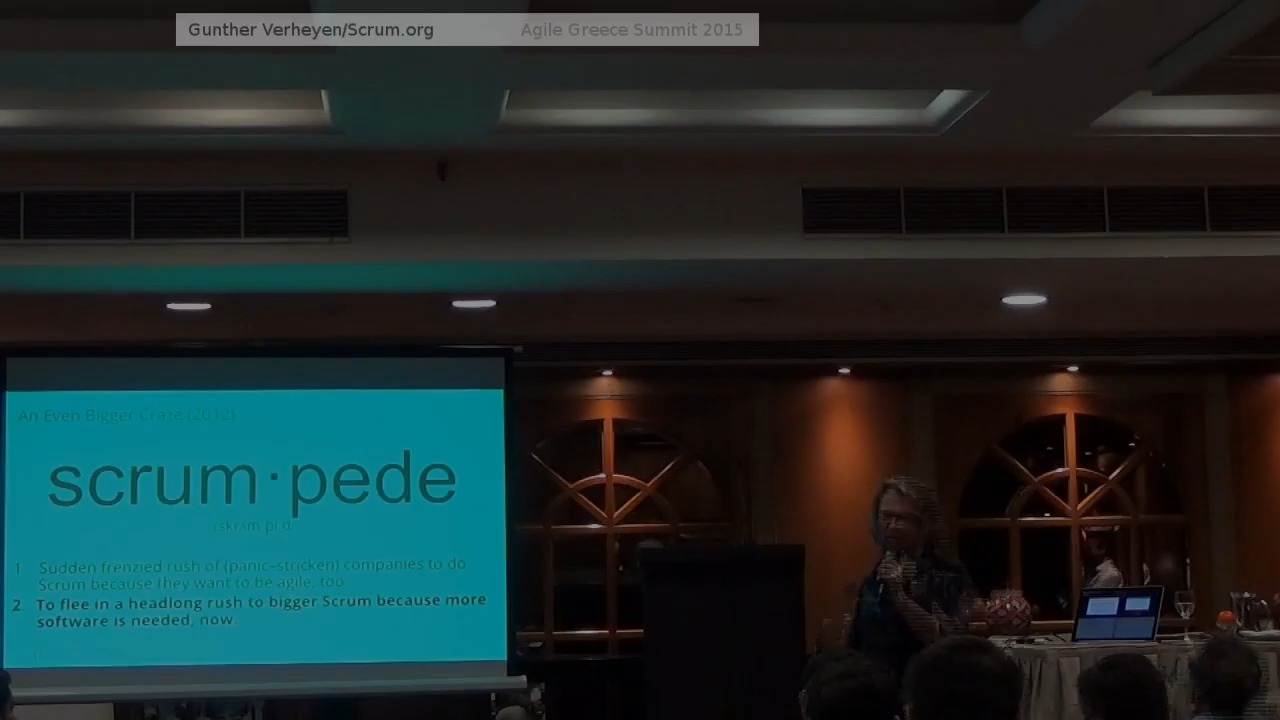 Gunther Verheyen/Scrum.org Agile Greece Summit 2015
An Even Bigger Craze (2012)
scrum·pede
1 Sudden frenzied rush of (panic-stricken) companies to do
Scrum because they want to be agile, too
2. To flee in a headlong rush to bigger Scrum because more
software is needed, now.